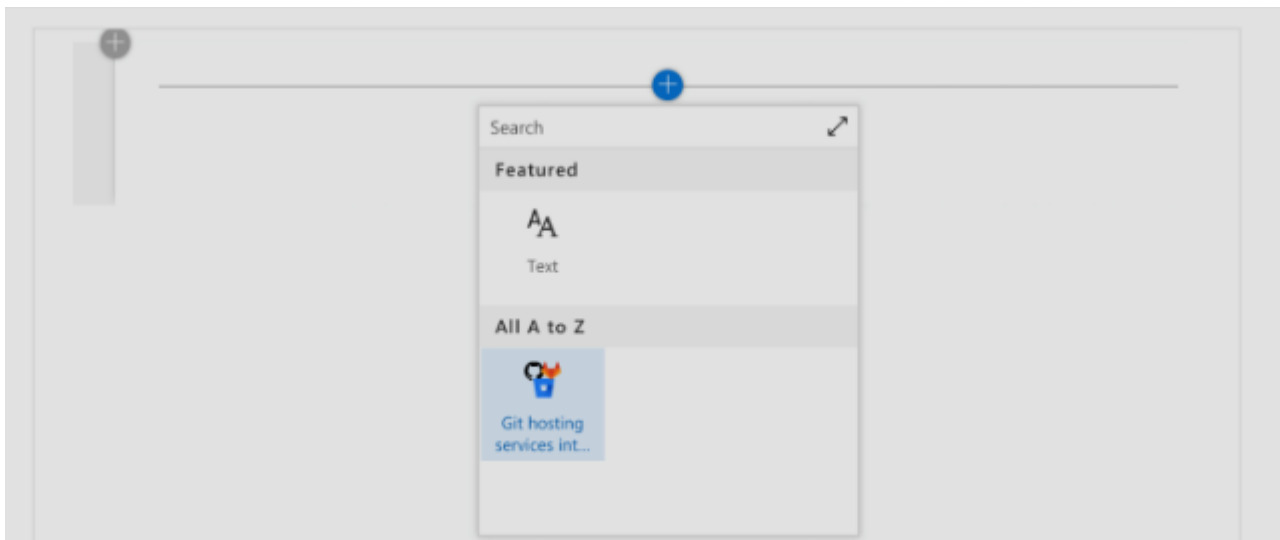 Search
Featured
Text
All A to Z
Git hosting
services int...